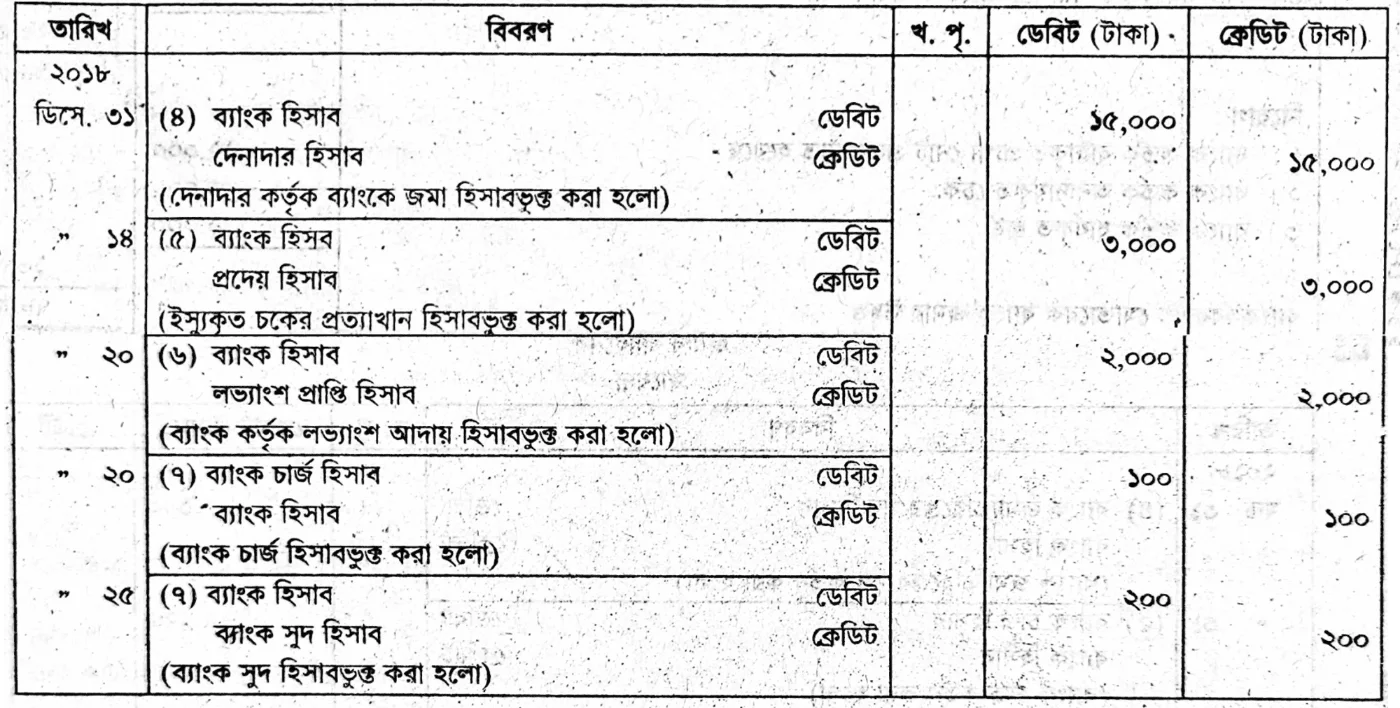 তারিখ বিবরণ খ. পৃ. ডেবিট (টাকা) ক্রেডিট (টাকা)
২০১৮
ডিসে. ৩১ (৪) ব্যাংক হিসাব ডেবিট ১৫,০০০
দেনাদার হিসাব ক্রেডিট ১৫,০০০
(দেনাদার কর্তৃক ব্যাংকে জমা হিসাবভুক্ত করা হলো)
” ১৪ (৫) ব্যাংক হিসব ডেবিট ৩,০০০
প্রদেয় হিসাব ক্রেডিট ৩,০০০
(ইস্যুকৃত চকের প্রত্যাখান হিসাবভুক্ত করা হলো)
” ২০ (৬) ব্যাংক হিসাব ডেবিট ২,০০০
লভ্যাংশ প্রাপ্তি হিসাব ক্রেডিট ২,০০০
(ব্যাংক কর্তৃক লভ্যাংশ আদায় হিসাবভুক্ত করা হলো)
” ২০ (৭) ব্যাংক চার্জ হিসাব ডেবিট ১০০
ব্যাংক হিসাব ক্রেডিট ১০০
(ব্যাংক চার্জ হিসাবভুক্ত করা হলো)
” ২৫ (৭) ব্যাংক হিসাব ডেবিট ২০০
ব্যাংক সুদ হিসাব ক্রেডিট ২০০
(ব্যাংক সুদ হিসাবভুক্ত করা হলো)